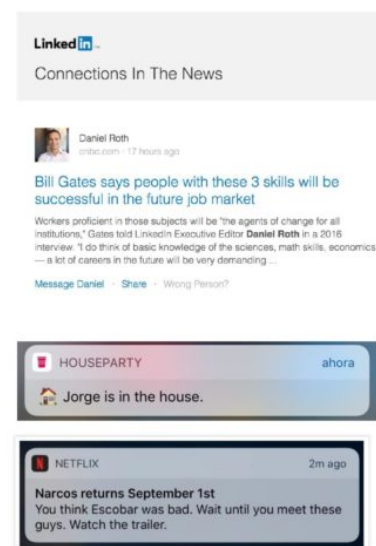 Linked in
Connections In The News
Daniel Roth
cnbc.com · 17 hours ago
Bill Gates says people with these 3 skills will be
successful in the future job market
Workers proficient in those subjects will be "the agents of change for all
institutions," Gates told LinkedIn Executive Editor Daniel Roth in a 2016
interview. "I do think of basic knowledge of the sciences, math skills, economics
— a lot of careers in the future will be very demanding ...
Message Daniel · Share · Wrong Person?
HOUSEPARTY ahora
Jorge is in the house.
NETFLIX 2m ago
Narcos returns September 1st
You think Escobar was bad. Wait until you meet these
guys. Watch the trailer.